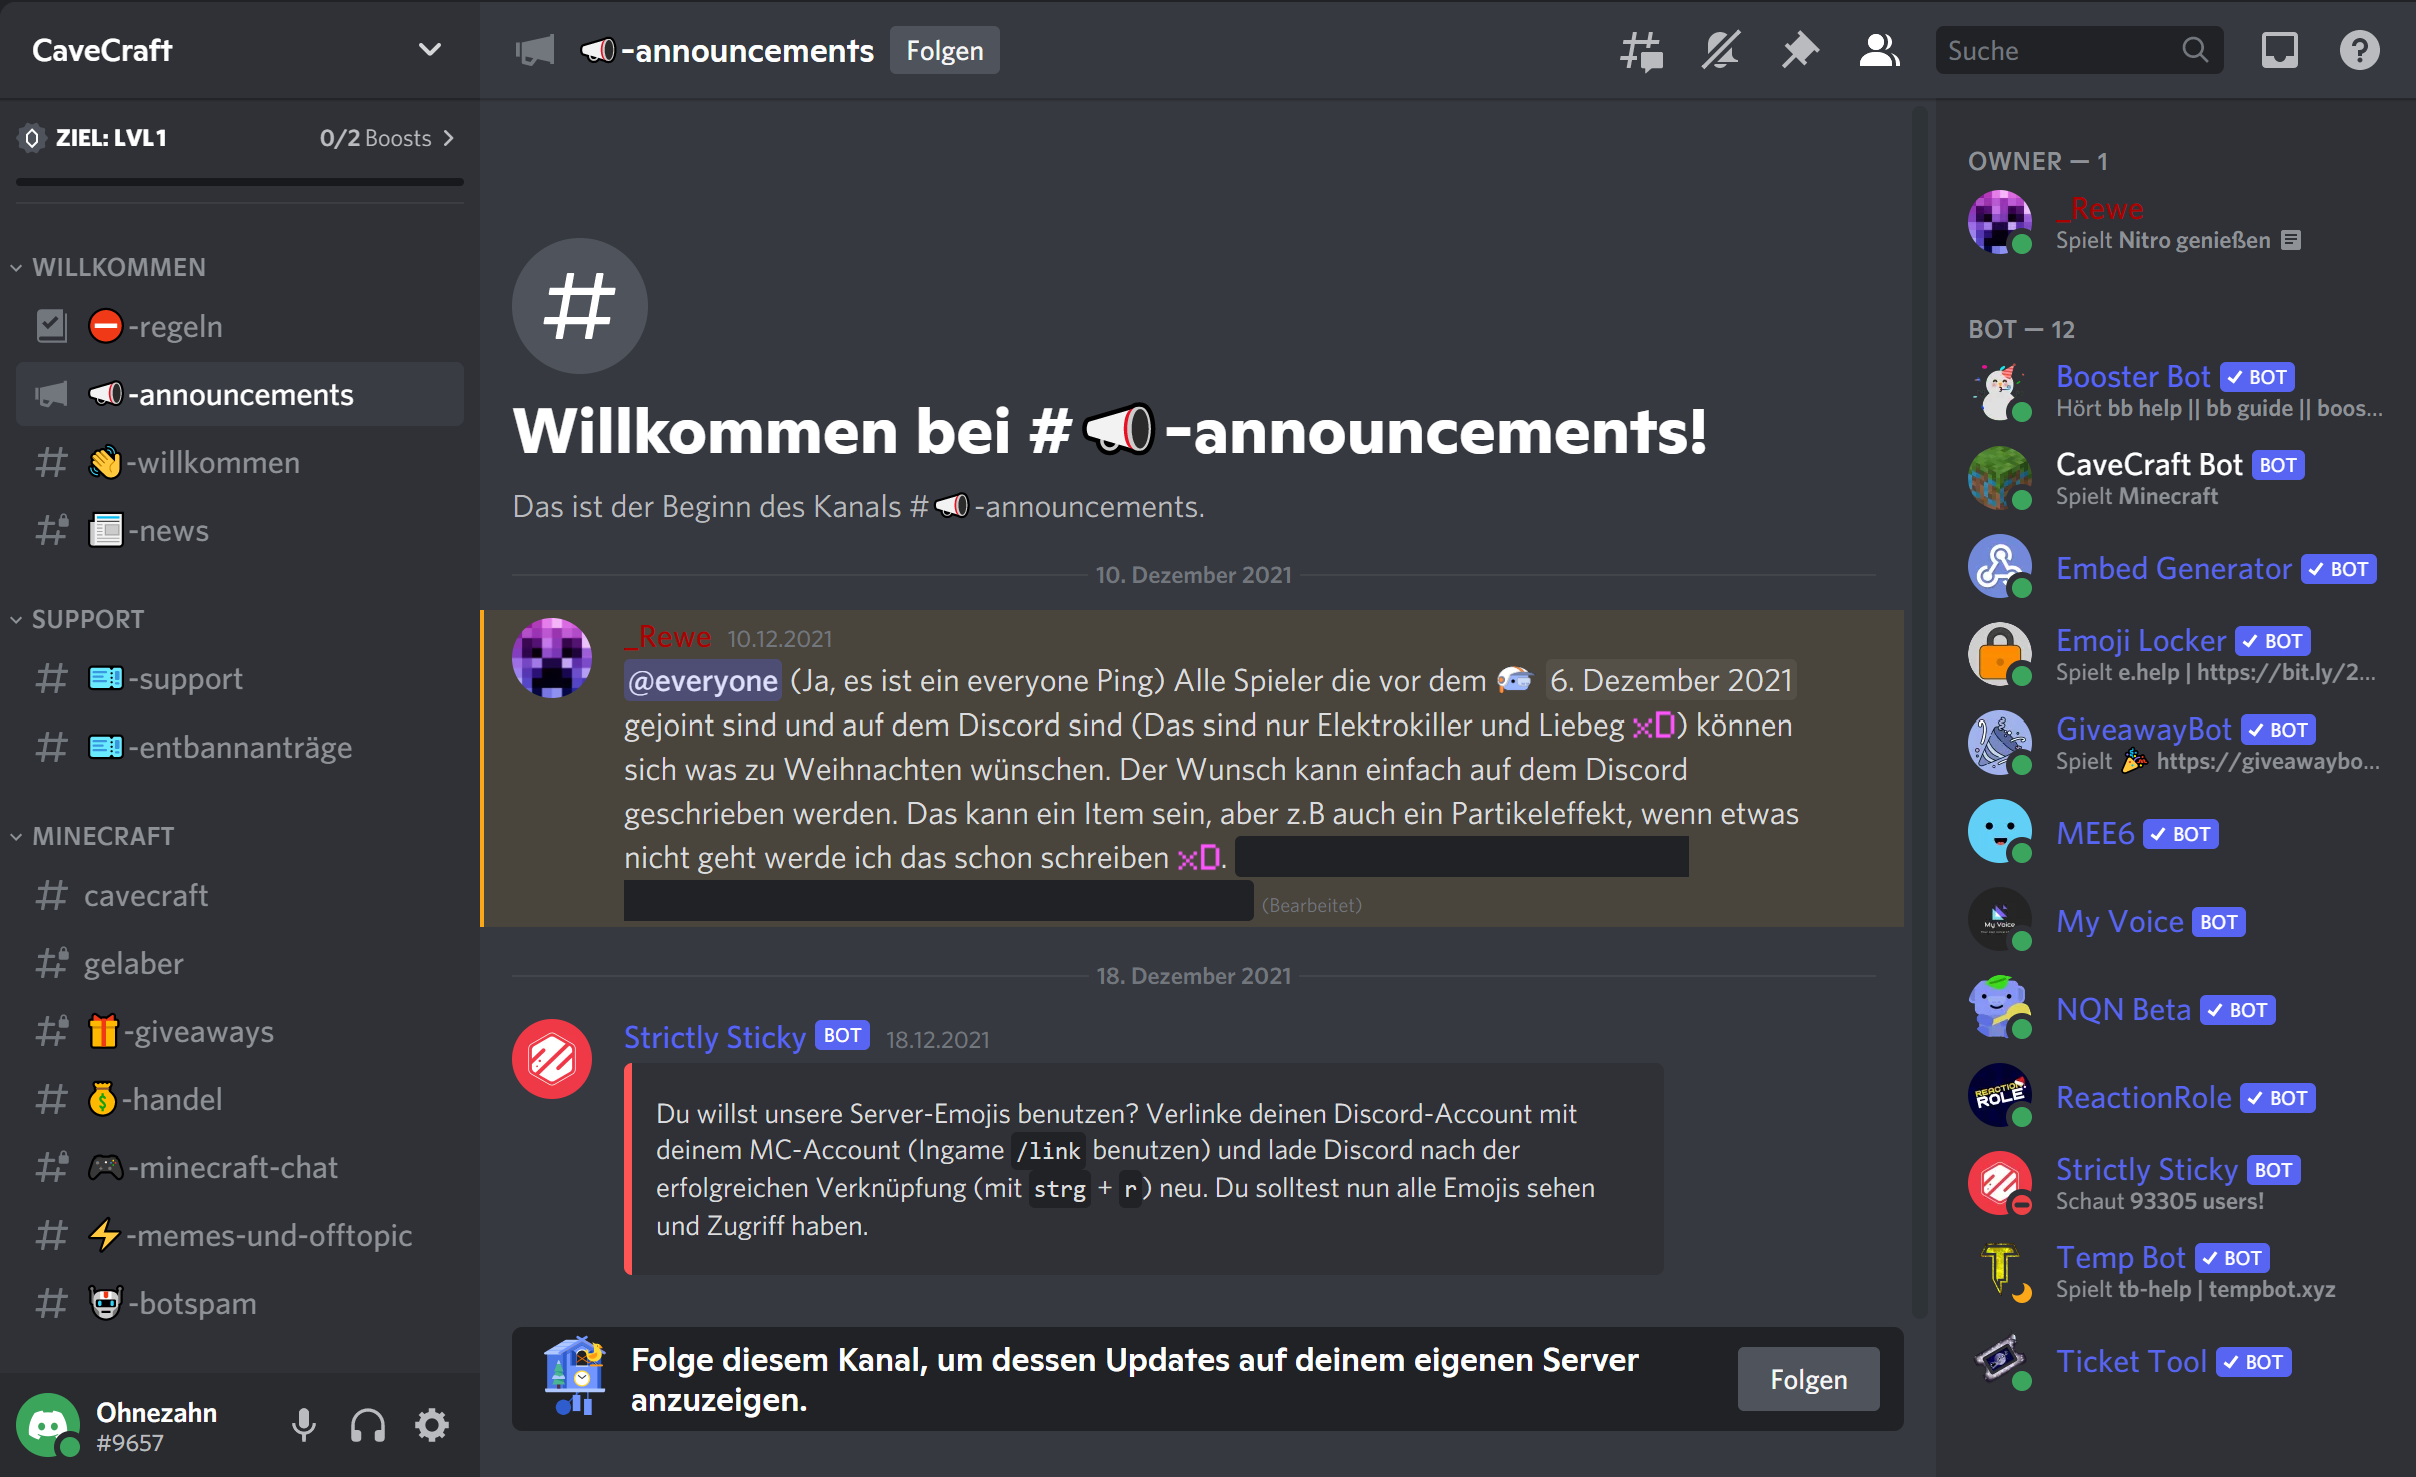 CaveCraft
ZIEL: LVL1
0/2 Boosts
WILLKOMMEN
-regeln
-announcements
-willkommen
-news
SUPPORT
-support
-entbannanträge
MINECRAFT
cavecraft
gelaber
-giveaways
-handel
-minecraft-chat
-memes-und-offtopic
-botspam
Ohnezahn
#9657
-announcements
Folgen
Suche
Willkommen bei #-announcements!
Das ist der Beginn des Kanals #-announcements.
10. Dezember 2021
_Rewe 10.12.2021
@everyone (Ja, es ist ein everyone Ping) Alle Spieler die vor dem 6. Dezember 2021
gejoint sind und auf dem Discord sind (Das sind nur Elektrokiller und Liebeg xD) können
sich was zu Weihnachten wünschen. Der Wunsch kann einfach auf dem Discord
geschrieben werden. Das kann ein Item sein, aber z.B auch ein Partikeleffekt, wenn etwas
nicht geht werde ich das schon schreiben xD.
(Bearbeitet)
18. Dezember 2021
Strictly Sticky BOT 18.12.2021
Du willst unsere Server-Emojis benutzen? Verlinke deinen Discord-Account mit
deinem MC-Account (Ingame /link benutzen) und lade Discord nach der
erfolgreichen Verknüpfung (mit strg + r) neu. Du solltest nun alle Emojis sehen
und Zugriff haben.
Folge diesem Kanal, um dessen Updates auf deinem eigenen Server
anzuzeigen.
Folgen
OWNER — 1
_Rewe
Spielt Nitro genießen
BOT — 12
Booster Bot ✓ BOT
Hört bb help || bb guide || boos...
CaveCraft Bot BOT
Spielt Minecraft
Embed Generator ✓ BOT
Emoji Locker ✓ BOT
Spielt e.help | https://bit.ly/2...
GiveawayBot ✓ BOT
Spielt https://giveawaybo...
MEE6 ✓ BOT
My Voice
My Voice BOT
NQN Beta ✓ BOT
REACTION
ROLE
ReactionRole ✓ BOT
Strictly Sticky BOT
Schaut 93305 users!
Temp Bot ✓ BOT
Spielt tb-help | tempbot.xyz
Ticket Tool ✓ BOT